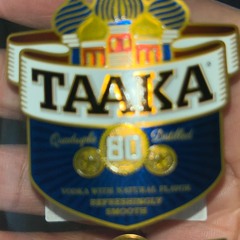 TAAKA
Quadruple Distilled
80
VODKA WITH NATURAL FLAVOR
REFRESHINGLY
SMOOTH